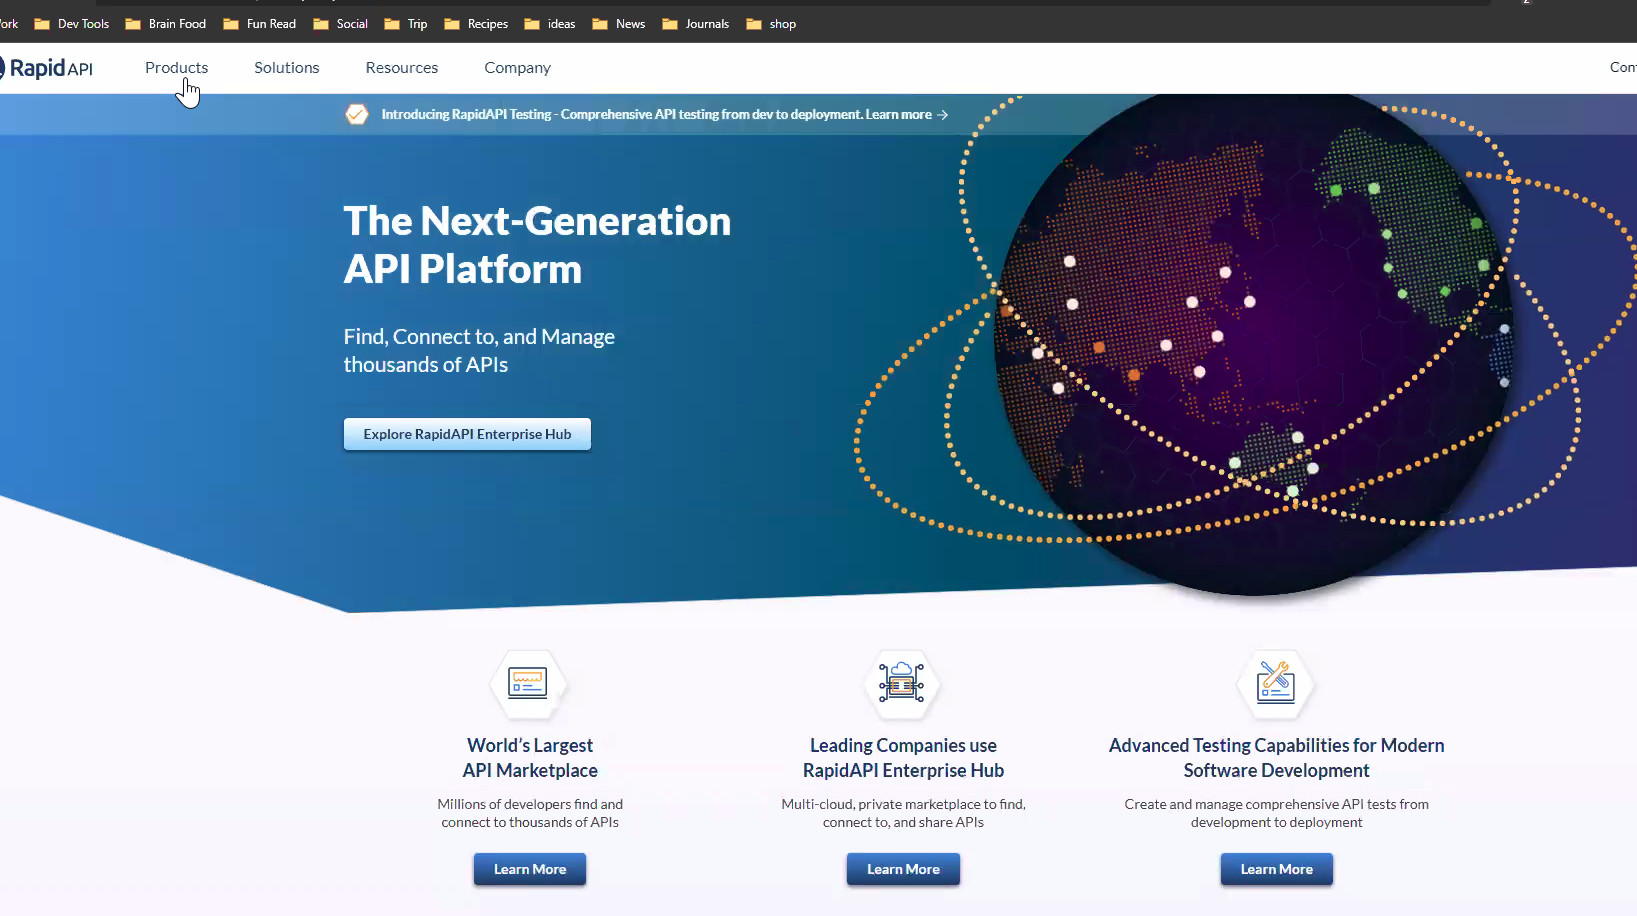 Dev Tools Brain Food Fun Read Social Trip Recipes ideas News Journals shop
RapidAPI Products Solutions Resources Company
Introducing RapidAPI Testing - Comprehensive API testing from dev to deployment. Learn more →
The Next-Generation
API Platform
Find, Connect to, and Manage
thousands of APIs
Explore RapidAPI Enterprise Hub
World's Largest
API Marketplace
Millions of developers find and
connect to thousands of APIs
Learn More
Leading Companies use
RapidAPI Enterprise Hub
Multi-cloud, private marketplace to find,
connect to, and share APIs
Learn More
Advanced Testing Capabilities for Modern
Software Development
Create and manage comprehensive API tests from
development to deployment
Learn More